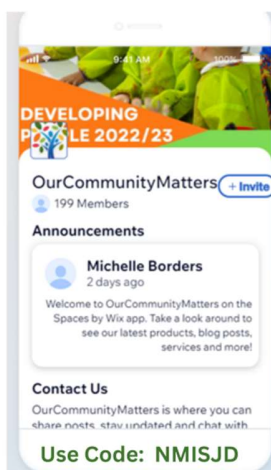 9:41 AM 100%
DEVELOPING
P LE 2022/23
OurCommunityMatters + Invite
199 Members
Announcements
Michelle Borders
2 days ago
Welcome to OurCommunityMatters on the
Spaces by Wix app. Take a look around to
see our latest products, blog posts,
services and more!
Contact Us
OurCommunityMatters is where you can
share posts, stay updated and chat with
Use Code: NMISJD